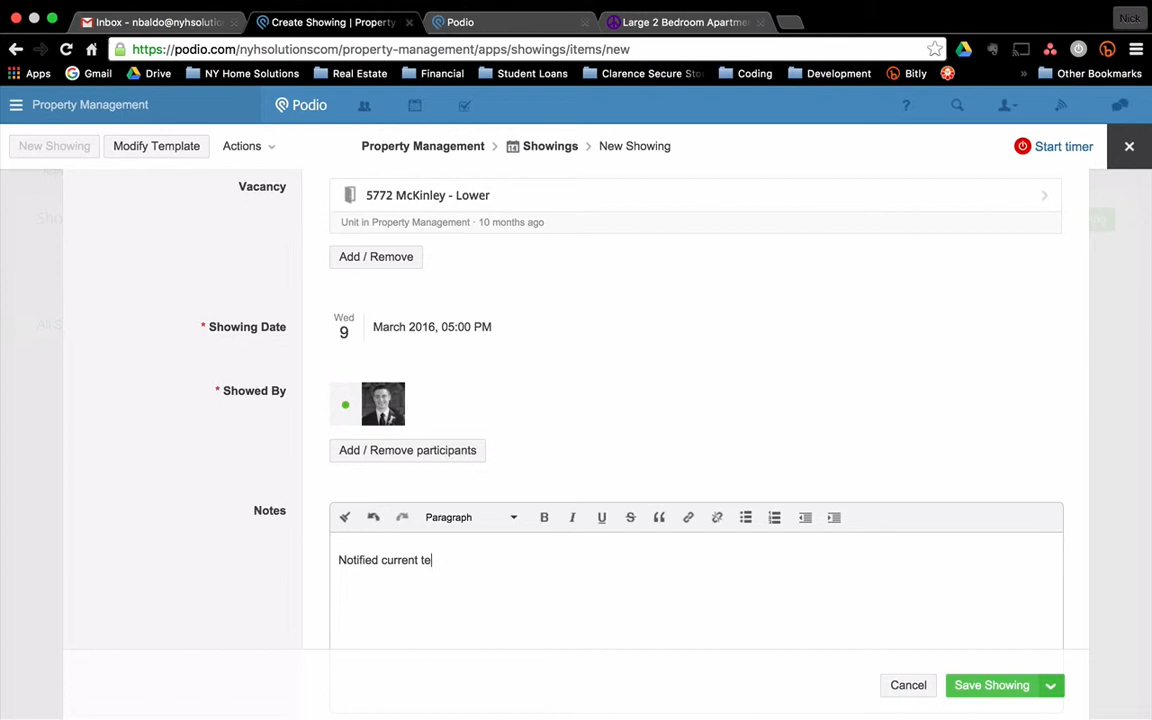 Inbox - nbaldo@nyhsolution
Create Showing | Property
Podio
Large 2 Bedroom Apartme
Nick
https://podio.com/nyhsolutionscom/property-management/apps/showings/items/new
Apps
Gmail
Drive
NY Home Solutions
Real Estate
Financial
Student Loans
Clarence Secure Sto
Coding
Development
Bitly
»
Other Bookmarks
Property Management
Podio
?
New Showing
Modify Template
Actions
Property Management > Showings > New Showing
Start timer
Vacancy
5772 McKinley - Lower
Unit in Property Management · 10 months ago
Add / Remove
* Showing Date
Wed
9
March 2016, 05:00 PM
* Showed By
Add / Remove participants
Notes
Paragraph
B I U S
Notified current te
Cancel
Save Showing